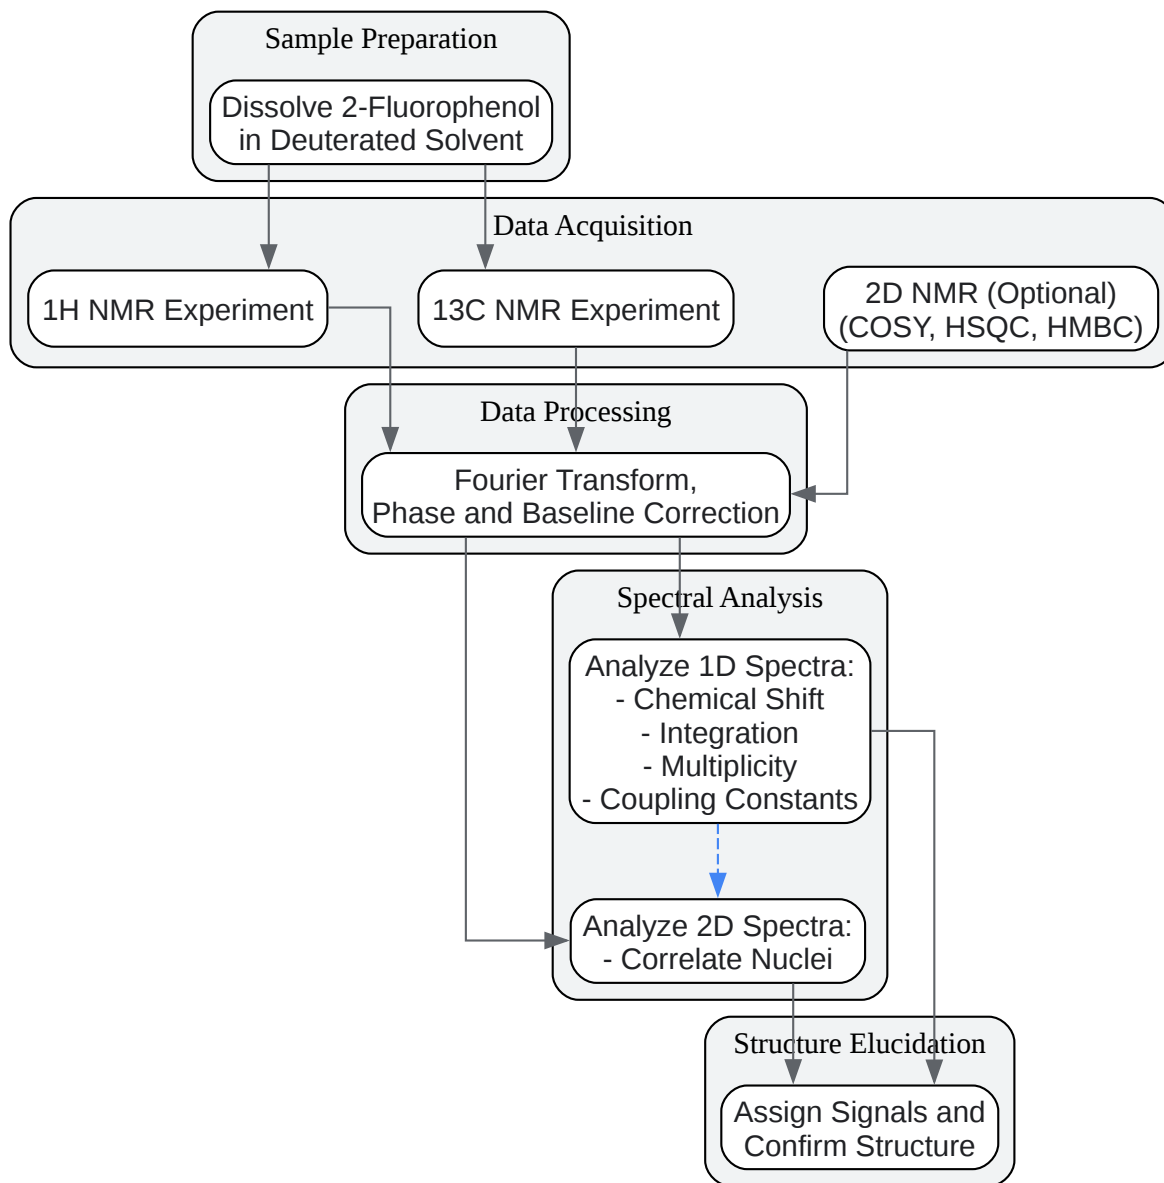 Sample Preparation
Dissolve 2-Fluorophenol
in Deuterated Solvent
Data Acquisition
1H NMR Experiment
13C NMR Experiment
2D NMR (Optional)
(COSY, HSQC, HMBC)
Data Processing
Fourier Transform,
Phase and Baseline Correction
Spectral Analysis
Analyze 1D Spectra:
- Chemical Shift
- Integration
- Multiplicity
- Coupling Constants
Analyze 2D Spectra:
- Correlate Nuclei
Structure Elucidation
Assign Signals and
Confirm Structure